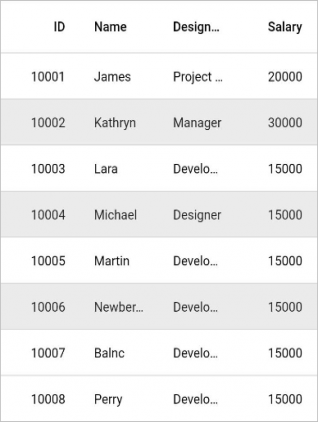 ID Name Design... Salary
10001 James Project ... 20000
10002 Kathryn Manager 30000
10003 Lara Develo... 15000
10004 Michael Designer 15000
10005 Martin Develo... 15000
10006 Newber... Develo... 15000
10007 Balnc Develo... 15000
10008 Perry Develo... 15000